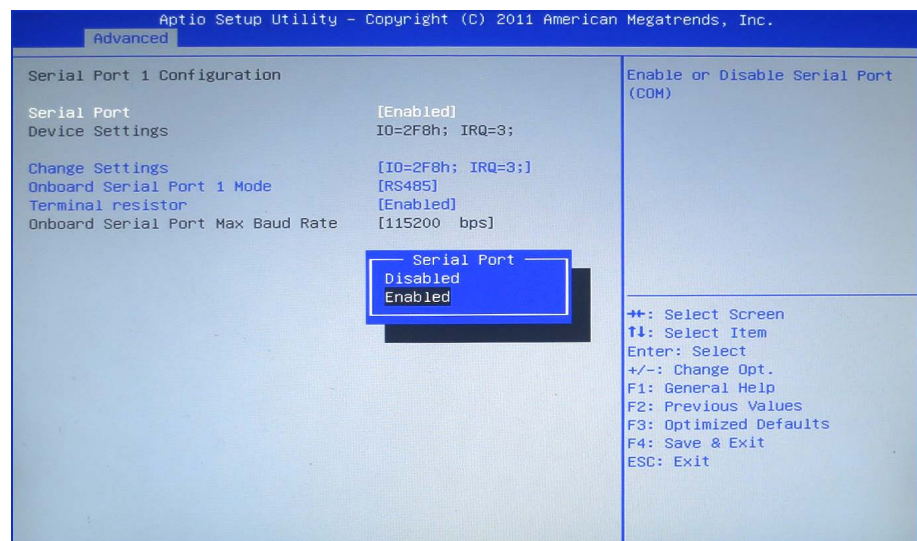 Aptio Setup Utility – Copyright (C) 2011 American Megatrends, Inc.
Advanced
Serial Port 1 Configuration
Serial Port [Enabled]
Device Settings IO=2F8h; IRQ=3;
Change Settings [IO=2F8h; IRQ=3;]
Onboard Serial Port 1 Mode [RS485]
Terminal resistor [Enabled]
Onboard Serial Port Max Baud Rate [115200 bps]
Serial Port
Disabled
Enabled
Enable or Disable Serial Port
(COM)
→←: Select Screen
↑↓: Select Item
Enter: Select
+/-: Change Opt.
F1: General Help
F2: Previous Values
F3: Optimized Defaults
F4: Save & Exit
ESC: Exit